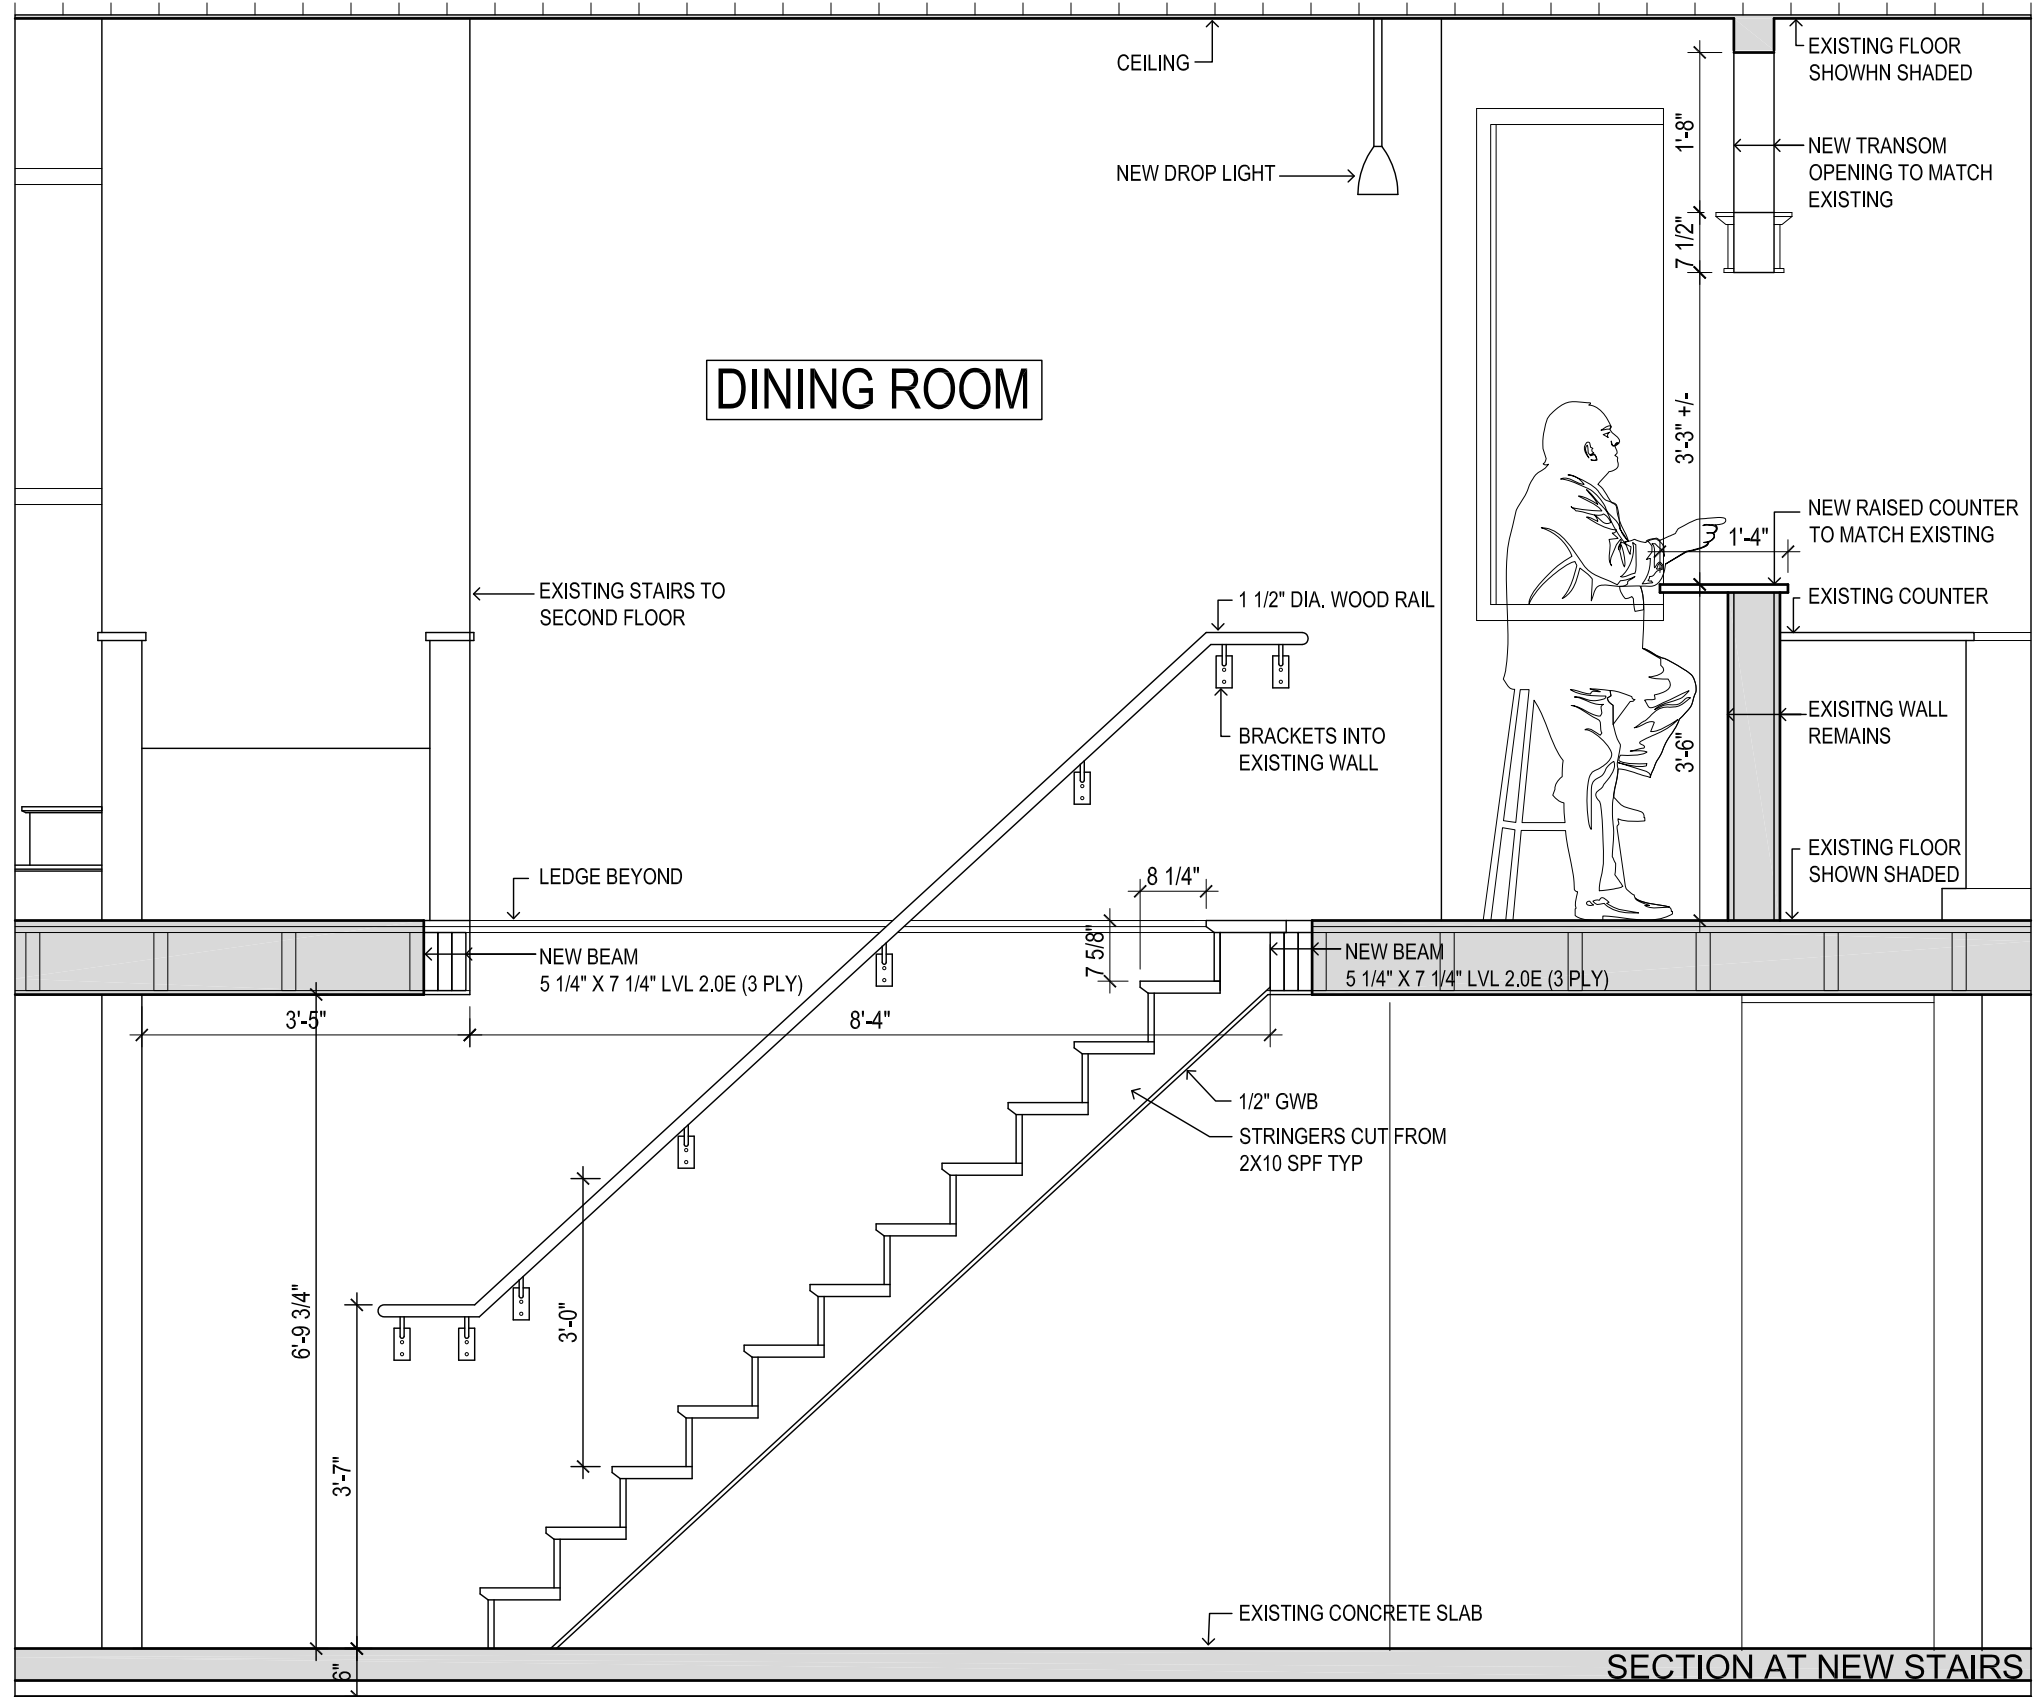 CEILING
EXISTING FLOOR
SHOWHN SHADED
1'-8"
NEW TRANSOM
OPENING TO MATCH
EXISTING
NEW DROP LIGHT
7 1/2"
DINING ROOM
3'-3" +/-
NEW RAISED COUNTER
TO MATCH EXISTING
1'-4"
EXISTING STAIRS TO
SECOND FLOOR
1 1/2" DIA. WOOD RAIL
EXISTING COUNTER
BRACKETS INTO
EXISTING WALL
3'-6"
EXISITNG WALL
REMAINS
LEDGE BEYOND
8 1/4"
EXISTING FLOOR
SHOWN SHADED
7 5/8"
NEW BEAM
5 1/4" X 7 1/4" LVL 2.0E (3 PLY)
NEW BEAM
5 1/4" X 7 1/4" LVL 2.0E (3 PLY)
3'-5"
8'-4"
1/2" GWB
STRINGERS CUT FROM
2X10 SPF TYP
6'-9 3/4"
3'-0"
3'-7"
EXISTING CONCRETE SLAB
6"
SECTION AT NEW STAIRS